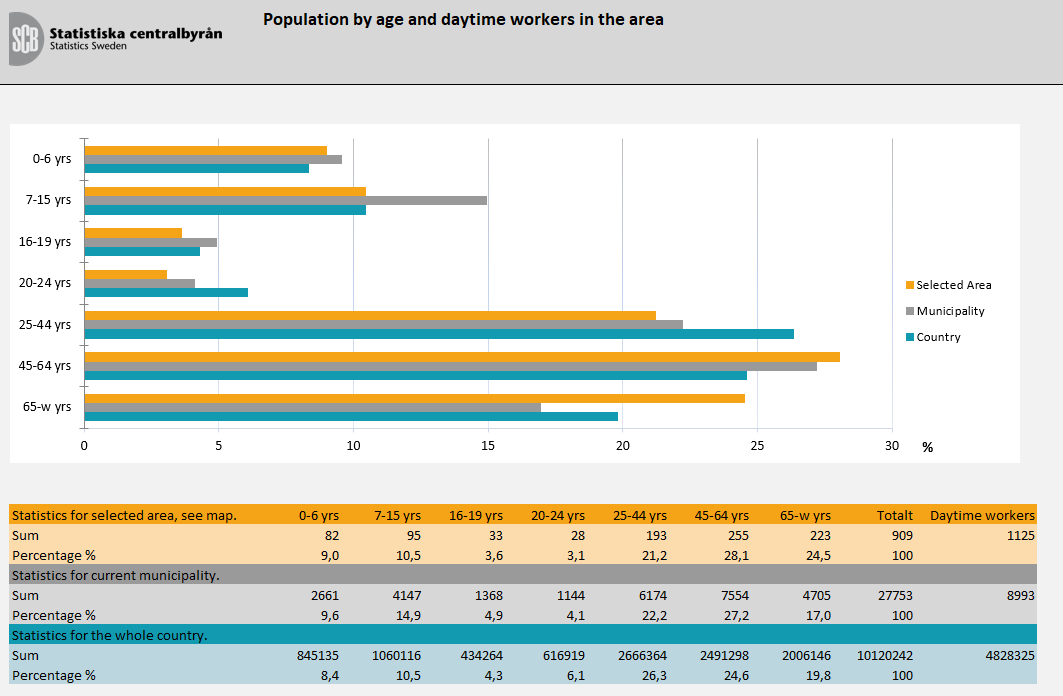 SCB
Statistiska centralbyrån
Statistics Sweden
Population by age and daytime workers in the area
0-6 yrs
7-15 yrs
16-19 yrs
20-24 yrs
25-44 yrs
45-64 yrs
65-w yrs
0 5 10 15 20 25 30 %
Selected Area
Municipality
Country
Statistics for selected area, see map. 0-6 yrs 7-15 yrs 16-19 yrs 20-24 yrs 25-44 yrs 45-64 yrs 65-w yrs Totalt Daytime workers
Sum 82 95 33 28 193 255 223 909 1125
Percentage % 9,0 10,5 3,6 3,1 21,2 28,1 24,5 100
Statistics for current municipality.
Sum 2661 4147 1368 1144 6174 7554 4705 27753 8993
Percentage % 9,6 14,9 4,9 4,1 22,2 27,2 17,0 100
Statistics for the whole country.
Sum 845135 1060116 434264 616919 2666364 2491298 2006146 10120242 4828325
Percentage % 8,4 10,5 4,3 6,1 26,3 24,6 19,8 100